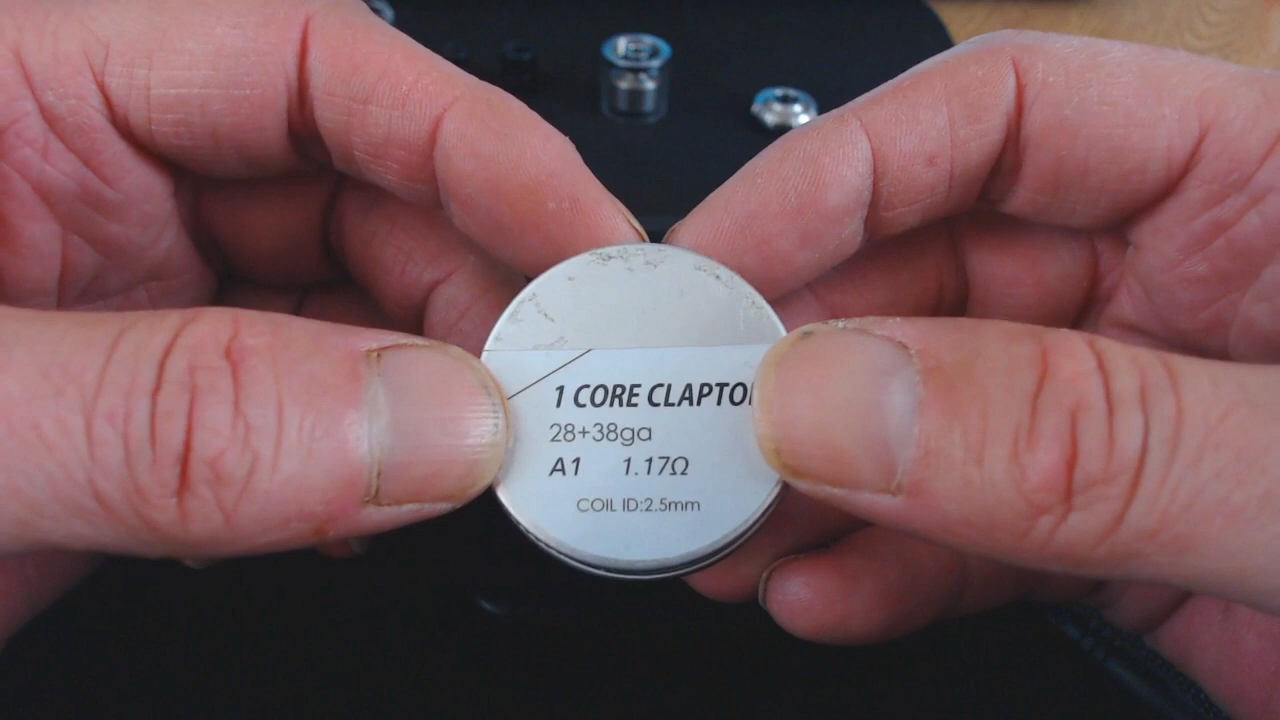 1 CORE CLAPTO
28+38ga
A1 1.17Ω
COIL ID:2.5mm